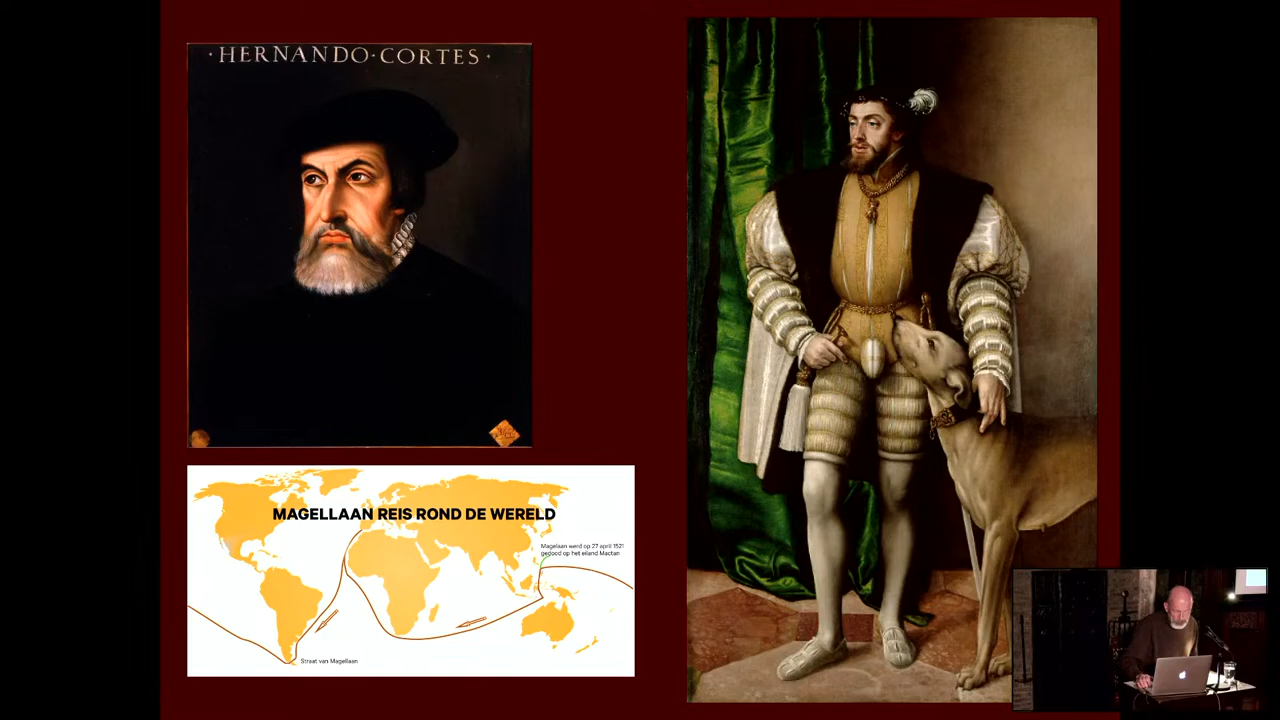 · HERNANDO · CORTES ·
MAGELLAAN REIS ROND DE WERELD
Magelaan werd op 27 april 1521
gedood op het eiland Mactan
Straat van Magellaan